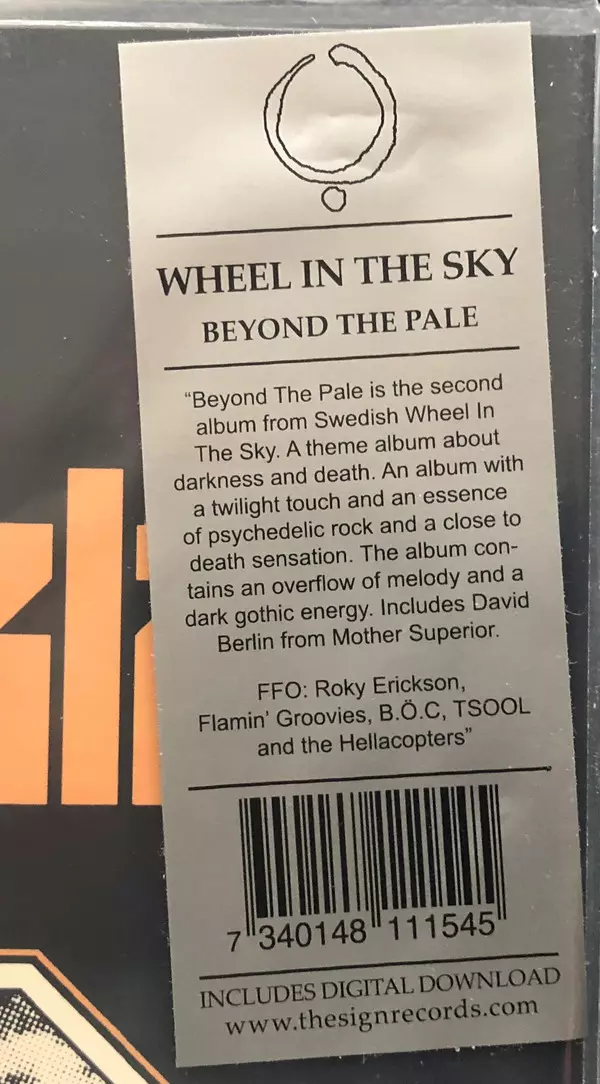 WHEEL IN THE SKY
BEYOND THE PALE
“Beyond The Pale is the second
album from Swedish Wheel In
The Sky. A theme album about
darkness and death. An album with
a twilight touch and an essence
of psychedelic rock and a close to
death sensation. The album con-
tains an overflow of melody and a
dark gothic energy. Includes David
Berlin from Mother Superior.
FFO: Roky Erickson,
Flamin' Groovies, B.Ö.C, TSOOL
and the Hellacopters”
7 340148 111545
INCLUDES DIGITAL DOWNLOAD
www.thesignrecords.com